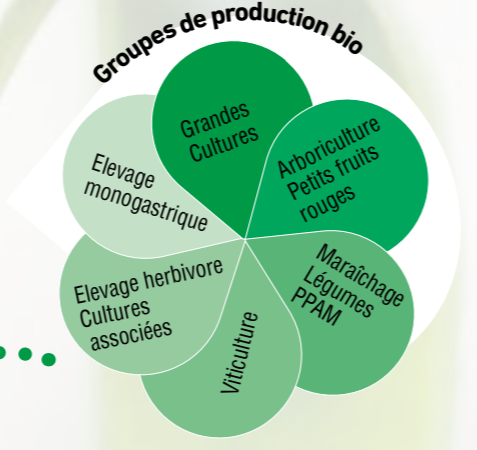 Groupes de production bio
Grandes
Cultures
Arboriculture
Petits fruits
rouges
Maraîchage
Légumes
PPÂM
Viticulture
Elevage herbivore
Cultures
associées
Elevage
monogastrique